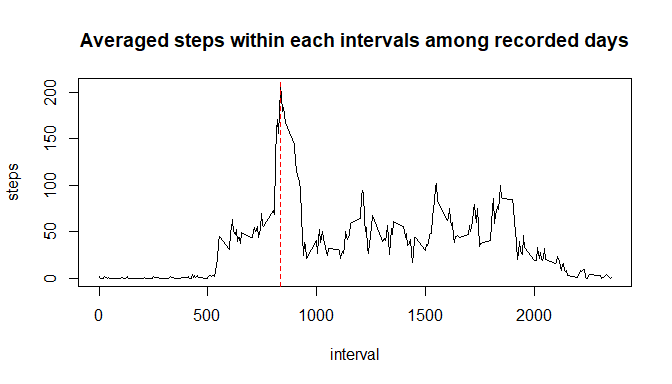 Averaged steps within each intervals among recorded days
steps
200
150
100
50
0
0 500 1000 1500 2000
interval